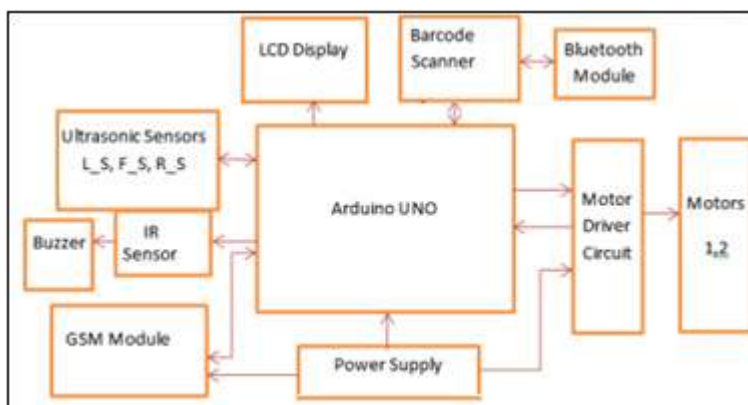 LCD Display
Barcode
Scanner
Bluetooth
Module
Ultrasonic Sensors
L_S, F_S, R_S
Arduino UNO
Motor
Driver
Circuit
Motors
1,2
Buzzer
IR
Sensor
GSM Module
Power Supply